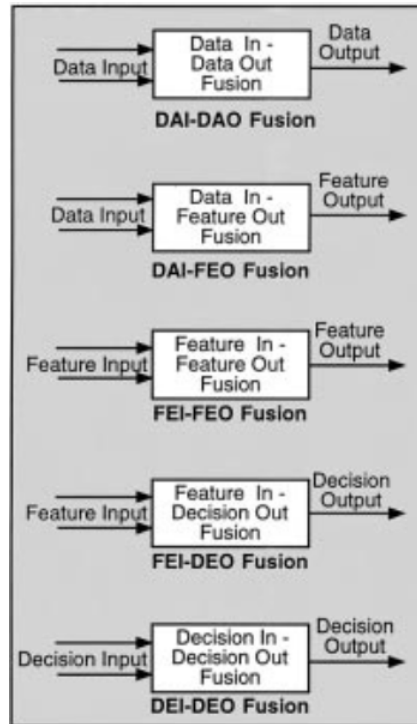 Data In -
Data Out
Fusion
Data
Output
Data Input
DAI-DAO Fusion
Data In -
Feature Out
Fusion
Feature
Output
Data Input
DAI-FEO Fusion
Feature In -
Feature Out
Fusion
Feature
Output
Feature Input
FEI-FEO Fusion
Feature In -
Decision Out
Fusion
Decision
Output
Feature Input
FEI-DEO Fusion
Decision In -
Decision Out
Fusion
Decision
Output
Decision Input
DEI-DEO Fusion